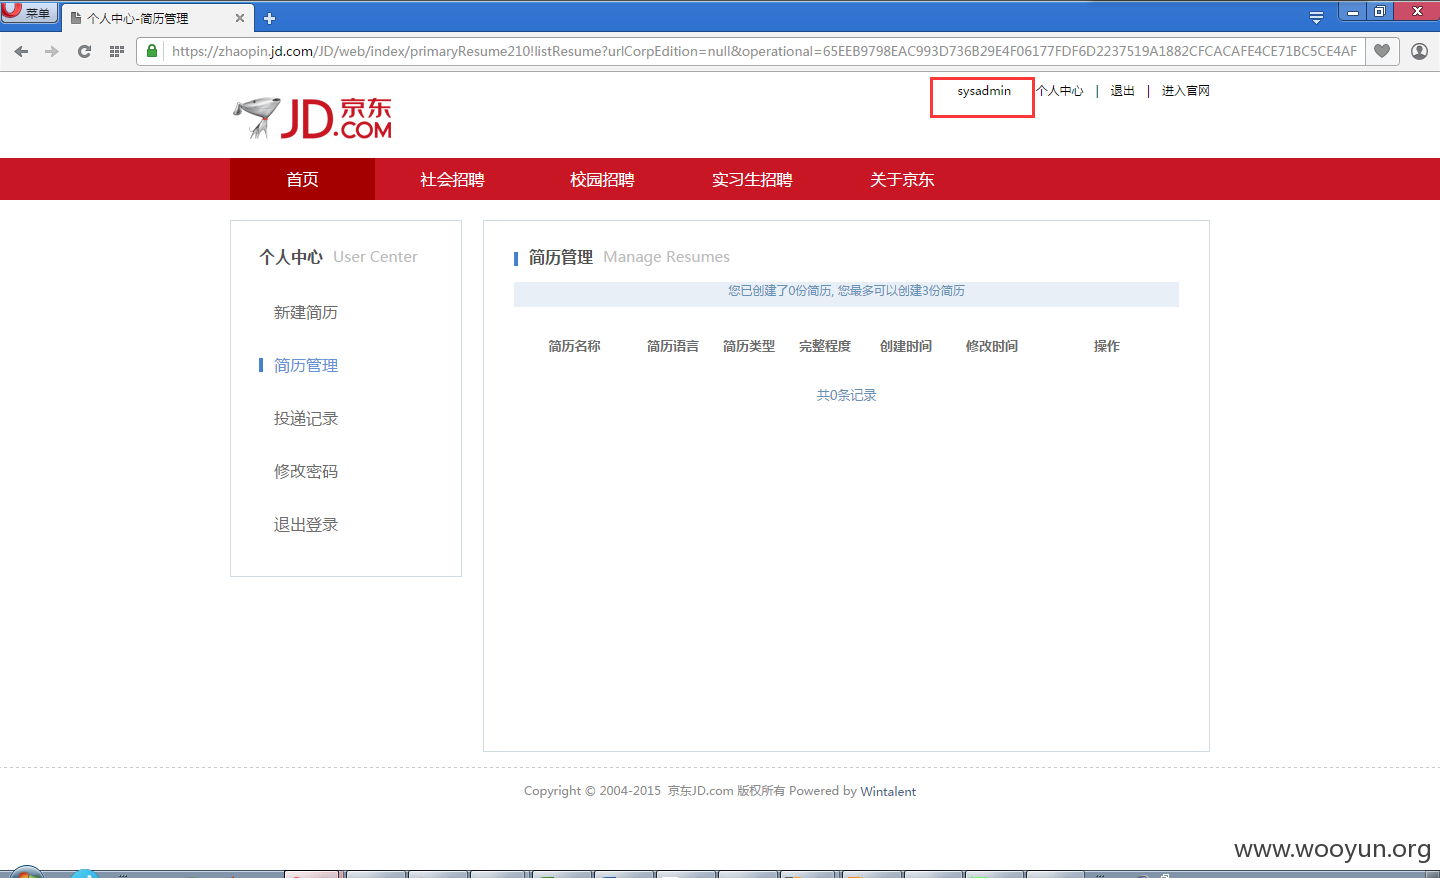 菜单
个人中心-简历管理
https://zhaopin.jd.com/JD/web/index/primaryResume210!listResume?urlCorpEdition=null&operational=65EEB9798EAC993D736B29E4F06177FDF6D2237519A1882CFCACAFE4CE71BC5CE4AF
sysadmin 个人中心 | 退出 | 进入官网
JD.COM 京东
首页 社会招聘 校园招聘 实习生招聘 关于京东
个人中心 User Center
新建简历
简历管理
投递记录
修改密码
退出登录
简历管理 Manage Resumes
您已创建了0份简历, 您最多可以创建3份简历
简历名称 简历语言 简历类型 完整程度 创建时间 修改时间 操作
共0条记录
Copyright © 2004-2015 京东JD.com 版权所有 Powered by Wintalent
www.wooyun.org